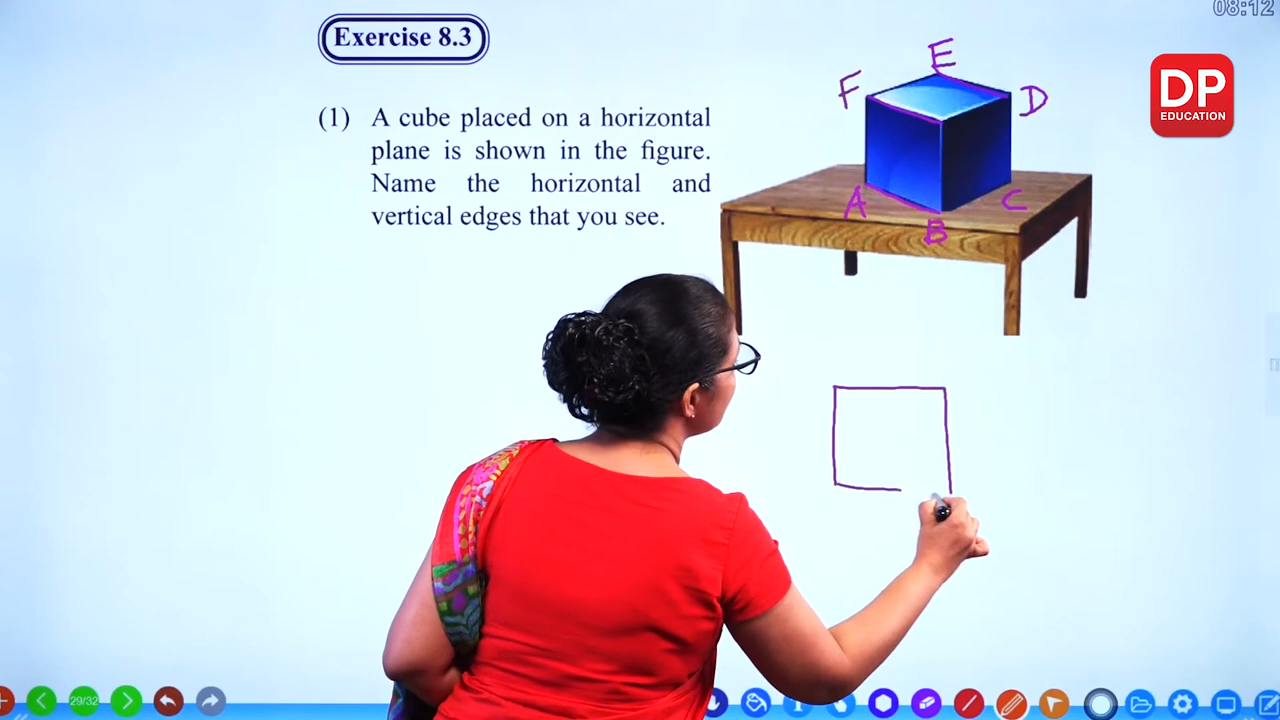 08:12
Exercise 8.3
DP
EDUCATION
(1) A cube placed on a horizontal
plane is shown in the figure.
Name the horizontal and
vertical edges that you see.
E
F
D
A
C
B
29/32